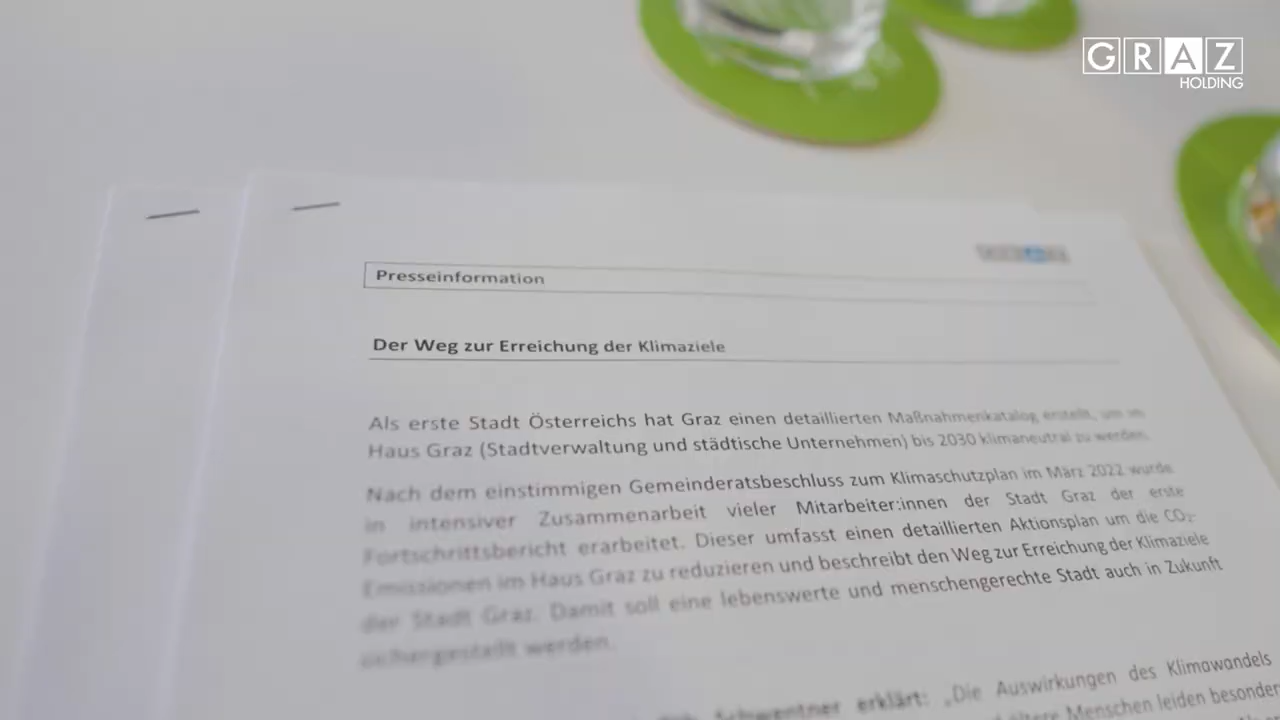 GRAZ
HOLDING
Presseinformation
Der Weg zur Erreichung der Klimaziele
Als erste Stadt Österreichs hat Graz einen detaillierten Maßnahmenkatalog erstellt, um im
Haus Graz (Stadtverwaltung und städtische Unternehmen) bis 2030 klimaneutral zu werden.
Nach dem einstimmigen Gemeinderatsbeschluss zum Klimaschutzplan im März 2022 wurde
in intensiver Zusammenarbeit vieler Mitarbeiter:innen der Stadt Graz der erste
Fortschrittsbericht erarbeitet. Dieser umfasst einen detaillierten Aktionsplan um die CO₂-
Emissionen im Haus Graz zu reduzieren und beschreibt den Weg zur Erreichung der Klimaziele
der Stadt Graz. Damit soll eine lebenswerte und menschengerechte Stadt auch in Zukunft
sichergestellt werden.
Schwentner erklärt: „Die Auswirkungen des Klimawandels
ältere Menschen leiden besonder